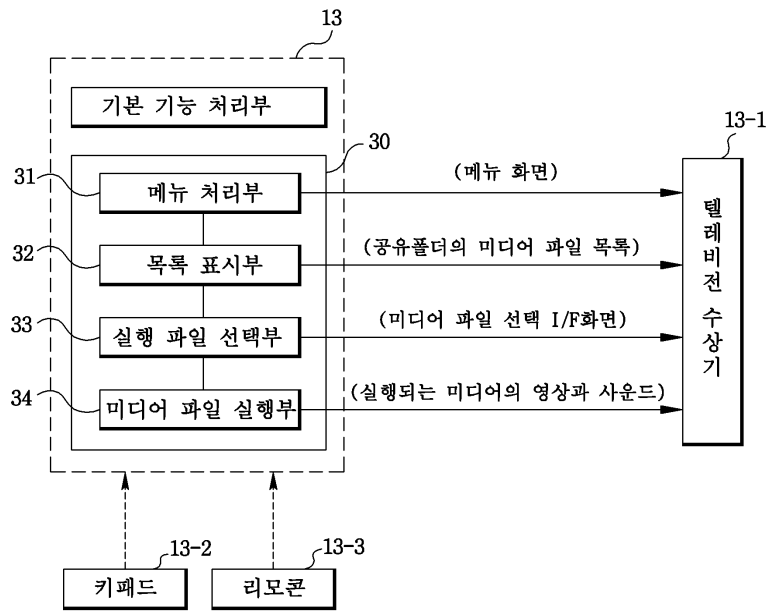 13
기본 기능 처리부
13-1
30
31
메뉴 처리부
(메뉴 화면)
32
목록 표시부
(공유폴더의 미디어 파일 목록)
33
실행 파일 선택부
(미디어 파일 선택 I/F화면)
34
미디어 파일 실행부
(실행되는 미디어의 영상과 사운드)
텔레비전 수상기
13-2
키패드
13-3
리모콘